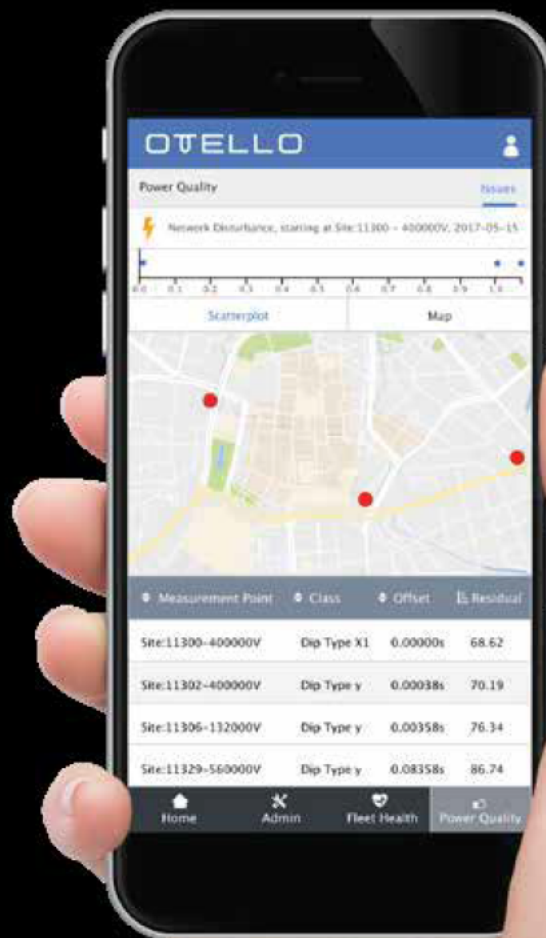 OTELLO
Power Quality Issues
Network Disturbance, starting at Site:11300 - 400000V, 2017-05-15
0.0 0.1 0.2 0.3 0.4 0.5 0.6 0.7 0.8 0.9 1.0
Scatterplot Map
Measurement Point Class Offset Residual
Site:11300-400000V Dip Type X1 0.00000s 68.62
Site:11302-400000V Dip Type y 0.00038s 70.19
Site:11306-132000V Dip Type y 0.00358s 76.34
Site:11329-560000V Dip Type y 0.08358s 86.74
Home Admin Fleet Health Power Quality